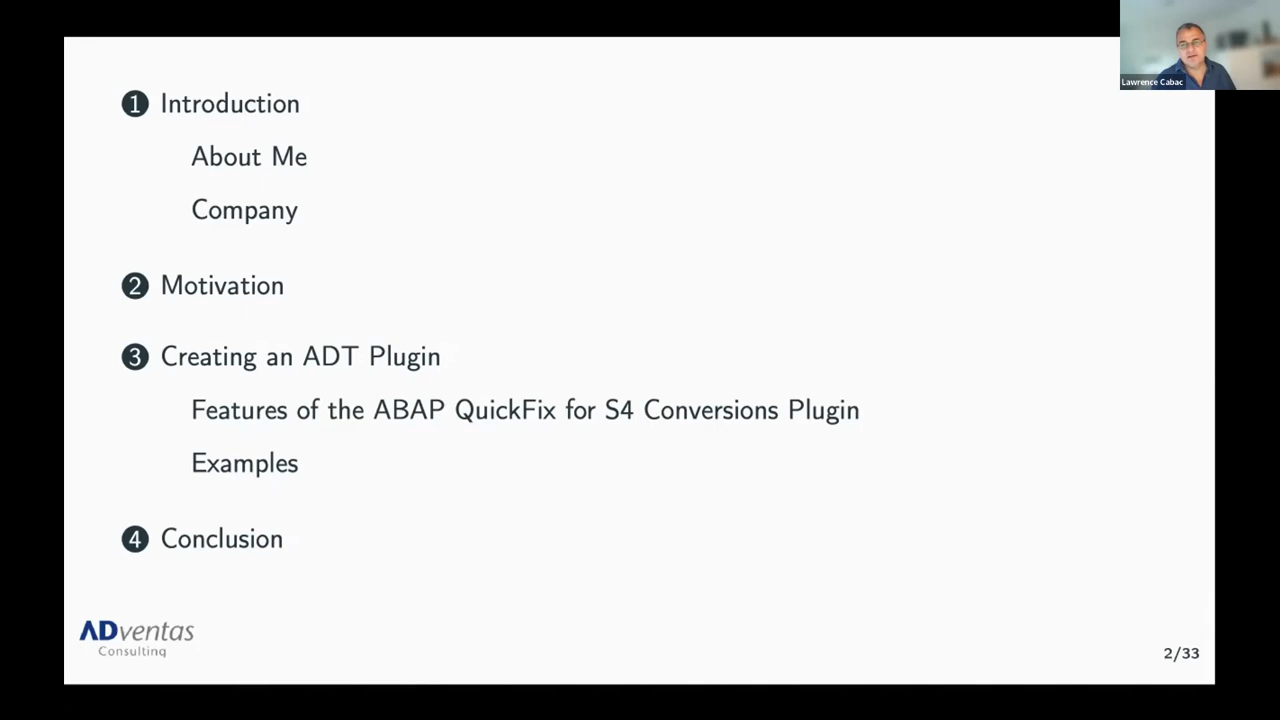 Lawrence Cabac
1 Introduction
About Me
Company
2 Motivation
3 Creating an ADT Plugin
Features of the ABAP QuickFix for S4 Conversions Plugin
Examples
4 Conclusion
ADventas
Consulting
2/33